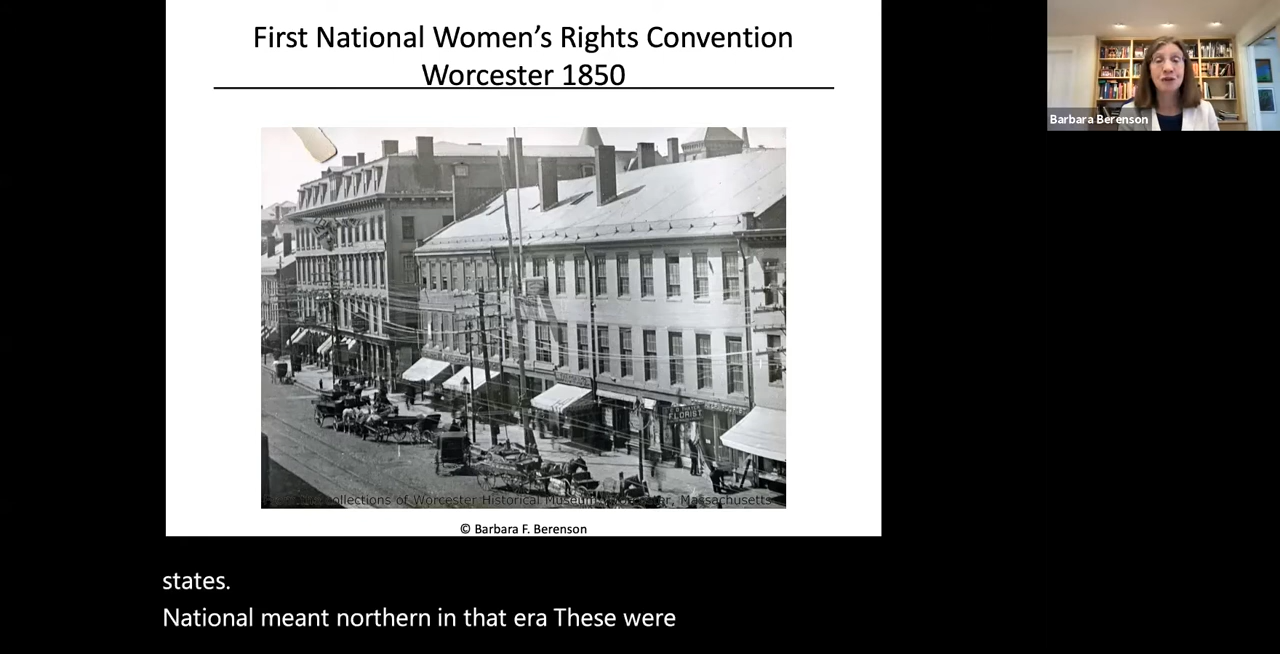 First National Women's Rights Convention
Worcester 1850
Barbara Berenson
FLORIST
Collections of Worcester Historical Museum, Worcester, Massachusetts
© Barbara F. Berenson
states.
National meant northern in that era These were